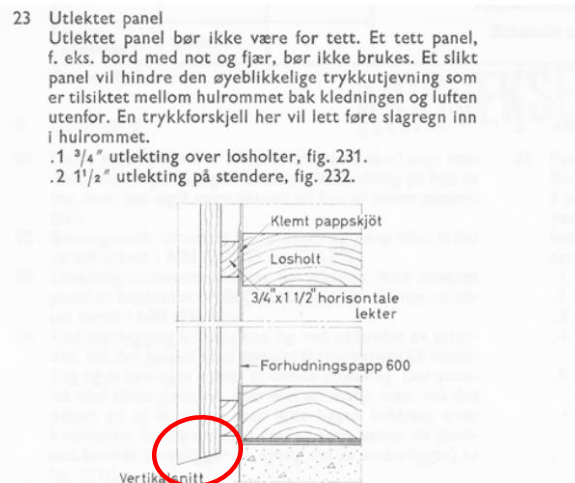 23 Utlektet panel
Utlektet panel bør ikke være for tett. Et tett panel,
f. eks. bord med not og fjær, bør ikke brukes. Et slikt
panel vil hindre den øyeblikkelige trykkutjevning som
er tilsiktet mellom hulrommet bak kledningen og luften
utenfor. En trykkforskjell her vil lett føre slagregn inn
i hulrommet.
.1 3/4" utlekting over losholter, fig. 231.
.2 1 1/2" utlekting på stendere, fig. 232.
Klemt pappskjöt
Losholt
3/4"x1 1/2" horisontale
lekter
Forhudningspapp 600
Vertikalsnitt